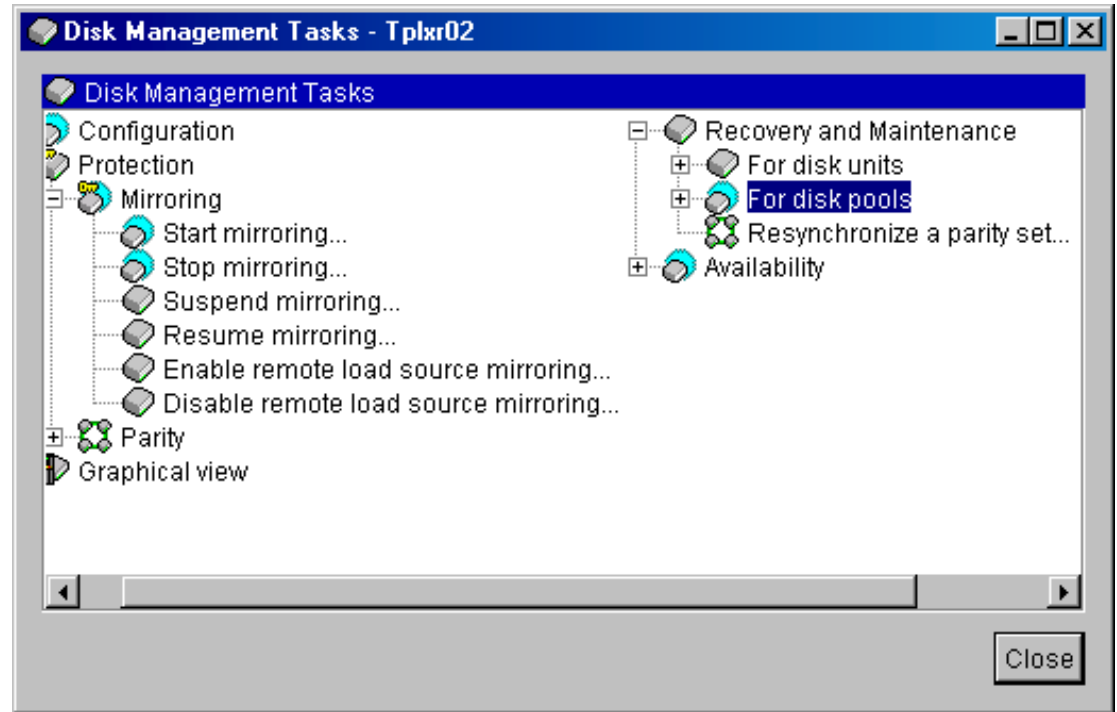 Disk Management Tasks - Tplxr02
Disk Management Tasks
Configuration
Protection
Mirroring
Start mirroring...
Stop mirroring...
Suspend mirroring...
Resume mirroring...
Enable remote load source mirroring...
Disable remote load source mirroring...
Parity
Graphical view
Recovery and Maintenance
For disk units
For disk pools
Resynchronize a parity set...
Availability
Close